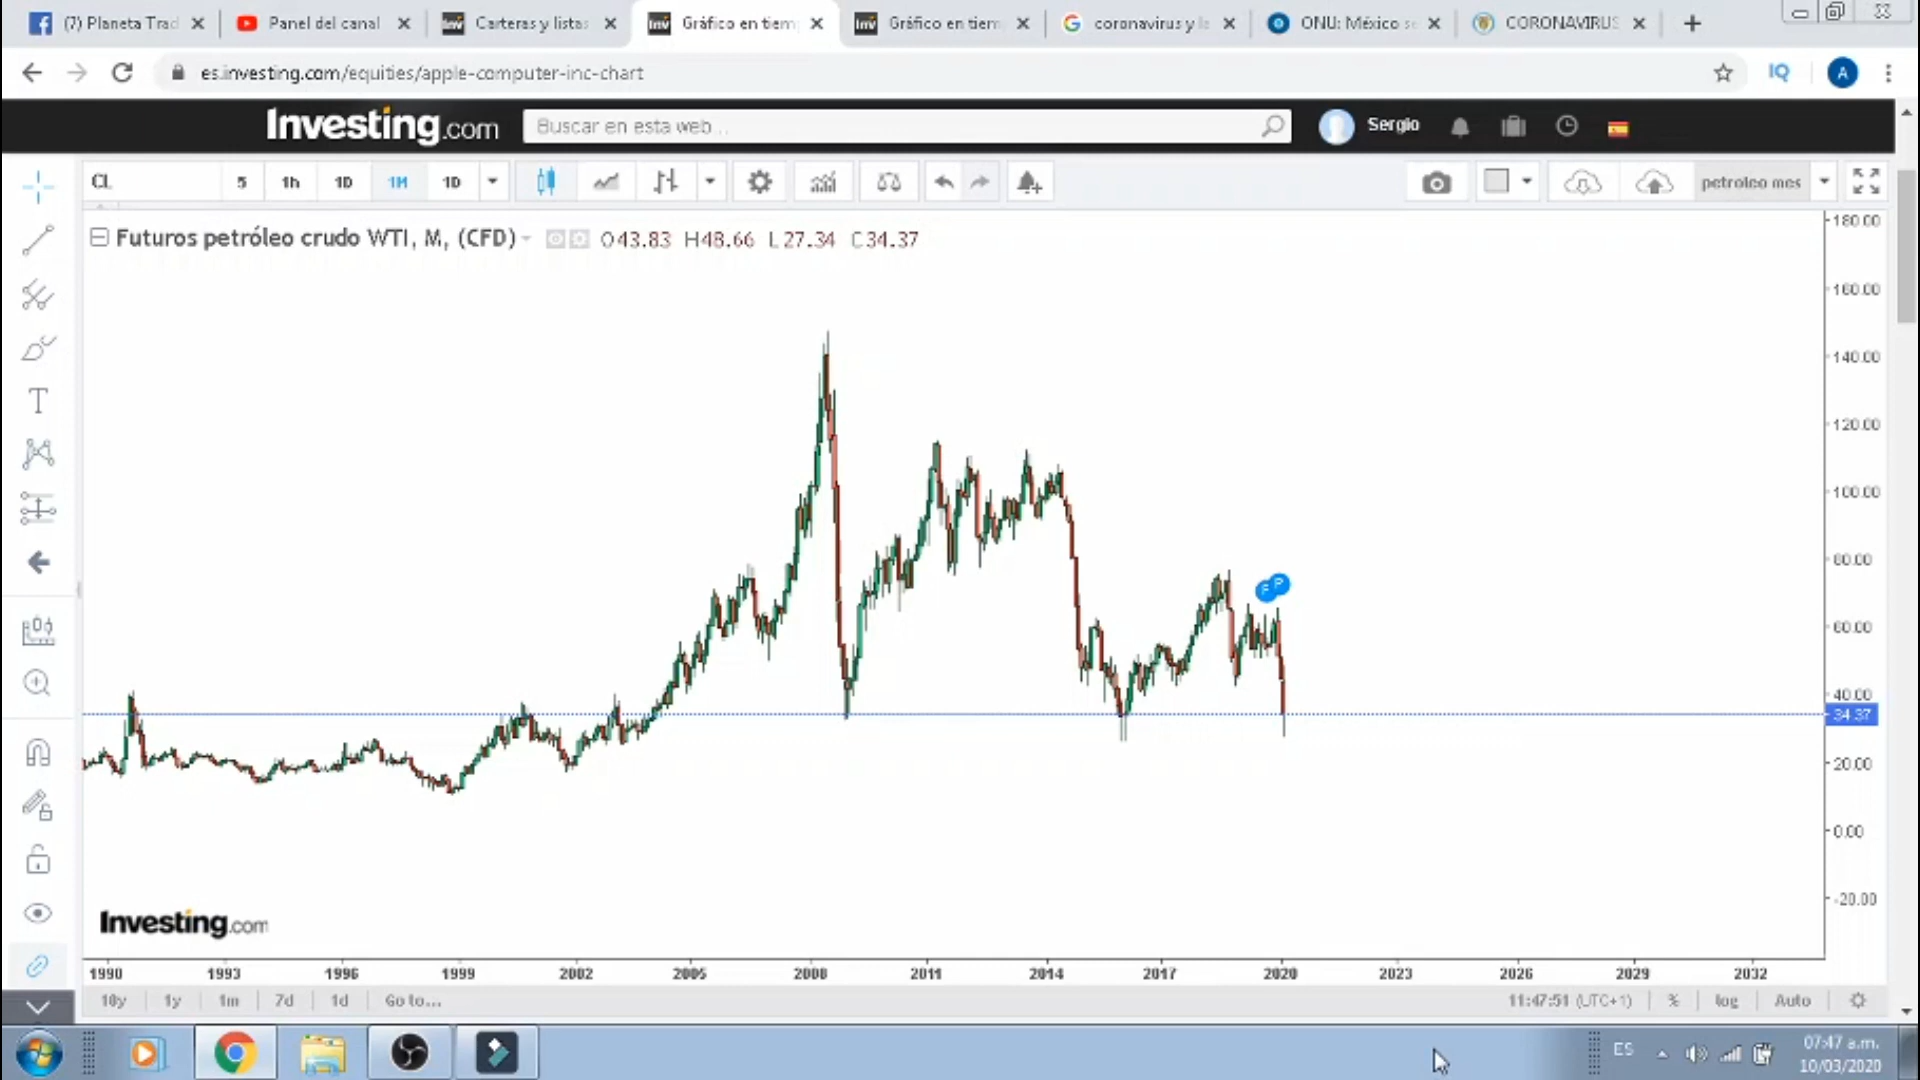 (7) Planeta Trad
Panel del canal
Carteras y listas
Gráfico en tiem
Gráfico en tiem
coronavirus y la
ONU: México se
CORONAVIRUS
es.investing.com/equities/apple-computer-inc-chart
IQ
A
Investing.com
Buscar en esta web...
Sergio
CL
5
1h
1D
1M
1D
petroleo mes
Futuros petróleo crudo WTI, M, (CFD)
O43.83 H48.66 L27.34 C34.37
180.00
160.00
140.00
120.00
100.00
80.00
60.00
40.00
34.37
20.00
0.00
-20.00
P
Investing.com
1990
1993
1996
1999
2002
2005
2008
2011
2014
2017
2020
2023
2026
2029
2032
10y
1y
1m
7d
1d
Go to...
11:47:51 (UTC+1)
%
log
Auto
ES
07:47 a.m.
10/03/2020